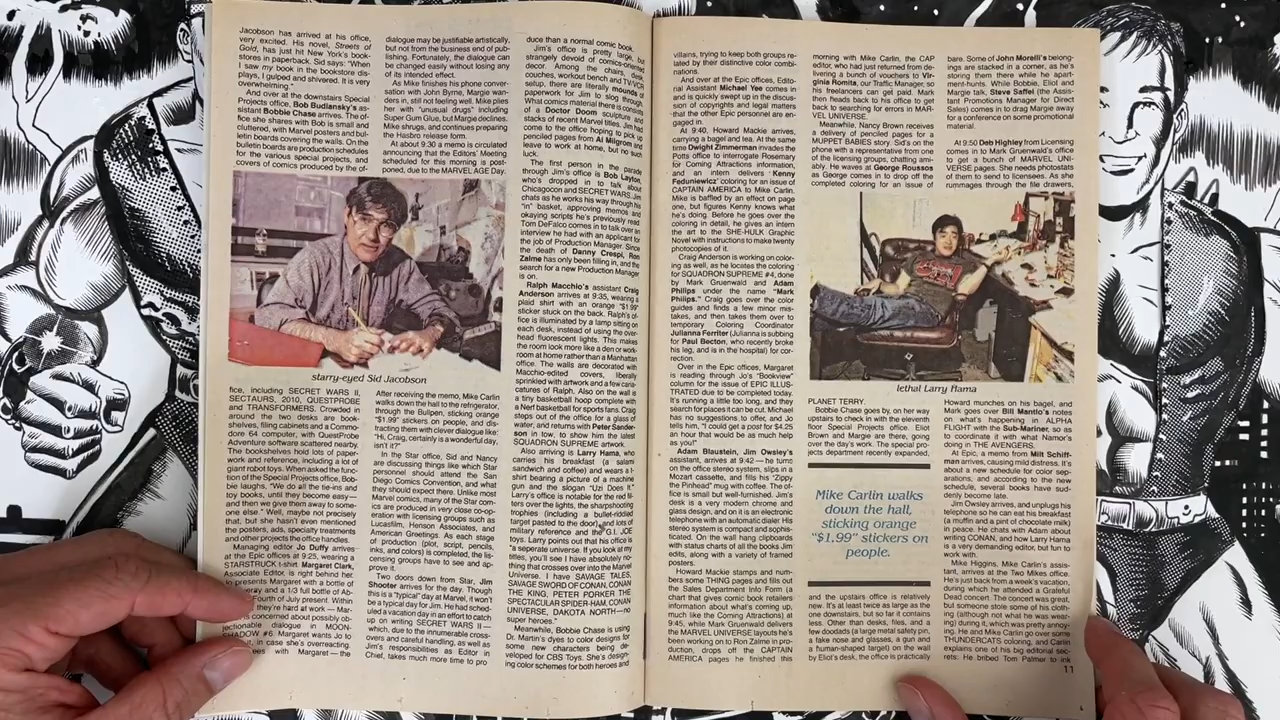 Jacobson has arrived at his office,
very excited. His novel, Streets of
Gold, has just hit New York's book-
stores in paperback. Sid says: "When
I saw my book in the bookstore dis-
plays, I gulped and shivered. It is very
overwhelming."
And over at the downstairs Special
Projects office, Bob Budiansky's as-
sistant Bobbie Chase arrives. The of-
fice she shares with Bob is small and
cluttered, with Marvel posters and bul-
letin boards covering the walls. On the
bulletin boards are production schedules
for the various special projects, and
covers of comics produced by the of-
starry-eyed Sid Jacobson
fice, including SECRET WARS II,
SECTAURS, 2010, QUESTPROBE
and TRANSFORMERS. Crowded in
around the two desks are book-
shelves, filing cabinets and a Commo-
dore 64 computer, with QuestProbe
Adventure software scattered nearby.
The bookshelves hold lots of paper-
work and reference, including a lot of
giant robot toys. When asked the func-
tion of the Special Projects office, Bob-
bie laughs, "We do all the tie-ins and
toy books, until they become easy—
and then we give them away to some-
one else." Well, maybe not precisely
that, but she hasn't even mentioned
the posters, ads, specialty treatments
and other projects the office handles.
Managing editor Jo Duffy arrives
at the Epic offices at 9:25, wearing a
STARSTRUCK t-shirt. Margaret Clark,
Associate Editor, is right behind her.
presents Margaret with a bottle of
and a 1/3 full bottle of Ab-
Fourth of July present. Within
they're hard at work — Mar-
is concerned about possibly ob-
jectionable dialogue in MOON-
SHADOW #6. Margaret wants Jo to
it, in case she's overreacting.
with Margaret — the
dialogue may be justifiable artistically,
but not from the business end of pub-
lishing. Fortunately, the dialogue can
be changed easily without losing any
of its intended effect.
As Mike finishes his phone conver-
sation with John Byrne, Margie wan-
ders in, still not feeling well. Mike plies
her with "unusual drugs" including
Super Gum Glue, but Margie declines.
Mike shrugs, and continues preparing
the Hasbro release form.
At about 9:30 a memo is circulated
announcing that the Editors' Meeting
scheduled for this morning is post-
poned, due to the MARVEL AGE Day.
After receiving the memo, Mike Carlin
walks down the hall to the refrigerator,
through the Bullpen, sticking orange
"$1.99" stickers on people, and dis-
tracting them with clever dialogue like:
"Hi, Craig, certainly is a wonderful day,
isn't it?"
In the Star office, Sid and Nancy
are discussing things like which Star
personnel should attend the San
Diego Comics Convention, and what
they should expect there. Unlike most
Marvel comics, many of the Star com-
ics are produced in very close co-op-
eration with licensing groups such as
Lucasfilm, Henson Associates, and
American Greetings. As each stage
of production (plot, script, pencils,
inks, and colors) is completed, the li-
censing groups have to see and ap-
prove it.
Two doors down from Star, Jim
Shooter arrives for the day. Though
this is a "typical" day at Marvel, it won't
be a typical day for Jim. He had sched-
uled a vacation day in an effort to catch
up on writing SECRET WARS II —
which, due to the innumerable cross-
overs and careful handling, as well as
Jim's responsibilities as Editor in
Chief, takes much more time to pro
duce than a normal comic book.
Jim's office is pretty large, but
strangely devoid of comics-oriented
decor. Among the chairs, desk,
couches, workout bench and TV/VCR
setup, there are literally mounds of
paperwork for Jim to slog through.
What comics material there is consists
of a Doctor Doom sculpture and
stacks of recent Marvel titles. Jim had
come to the office hoping to pick up
penciled pages from Al Milgrom and
leave to work at home, but no such
luck.
The first person in the parade
through Jim's office is Bob Layton,
who's dropped in to talk about
Chicagocon and SECRET WARS. Jim
chats as he works his way through his
"in" basket, approving memos and
okaying scripts he's previously read.
Tom DeFalco comes in to talk over an
interview he had with an applicant for
the job of Production Manager. Since
the death of Danny Crespi, Ron
Zalme has only been filling in, and the
search for a new Production Manager
is on.
Ralph Macchio's assistant Craig
Anderson arrives at 9:35, wearing a
plaid shirt with an orange "$1.99"
sticker stuck on the back. Ralph's of-
fice is illuminated by a lamp sitting on
each desk, instead of using the over-
head fluorescent lights. This makes
the room look more like a den or work-
room at home rather than a Manhattan
office. The walls are decorated with
Macchio-edited covers, liberally
sprinkled with artwork and a few cari-
catures of Ralph. Also on the wall is
a tiny basketball hoop complete with
a Nerf basketball for sports fans. Craig
steps out of the office for a glass of
water, and returns with Peter Sander-
son in tow, to show him the latest
SQUADRON SUPREME artwork.
Also arriving is Larry Hama, who
carries his breakfast (a salami
sandwich and coffee) and wears a t-
shirt bearing a picture of a machine
gun and the slogan "Uzi Does It."
Larry's office is notable for the red fil-
ters over the lights, the sharpshooting
trophies (including a bullet-riddled
target pasted to the door) and lots of
military reference and the G.I. JOE
toys. Larry points out that his office is
"a seperate universe. If you look at my
titles, you'll see I have absolutely no-
thing that crosses over into the Marvel
Universe. I have SAVAGE TALES,
SAVAGE SWORD OF CONAN, CONAN
THE KING, PETER PORKER THE
SPECTACULAR SPIDER-HAM, CONAN
UNIVERSE, DAKOTA NORTH—no
super heroes."
Meanwhile, Bobbie Chase is using
Dr. Martin's dyes to color designs for
some new characters being de-
veloped for CBS Toys. She's design-
ing color schemes for both heroes and
villains, trying to keep both groups re-
lated by their distinctive color combi-
nations.
And over at the Epic offices, Edito-
rial Assistant Michael Yee comes in
and is quickly swept up in the discus-
sion of copyrights and legal matters
that the other Epic personnel are en-
gaged in.
At 9:40, Howard Mackie arrives,
carrying a bagel and tea. At the same
time Dwight Zimmerman invades the
Potts office to interrogate Rosemary
for Coming Attractions information,
and an intern delivers Kenny
Feduniewicz' coloring for an issue of
CAPTAIN AMERICA to Mike Carlin.
Mike is baffled by an effect on page
one, but figures Kenny knows what
he's doing. Before he goes over the
coloring in detail, he gives an intern
the art to the SHE-HULK Graphic
Novel with instructions to make twenty
photocopies of it.
Craig Anderson is working on color-
ing as well, as he locates the coloring
for SQUADRON SUPREME #4, done
by Mark Gruenwald and Adam
Philips under the name "Mark
Philips." Craig goes over the color
guides and finds a few minor mis-
takes, and then takes them over to
temporary Coloring Coordinator
Julianna Ferriter (Julianna is subbing
for Paul Becton, who recently broke
his leg, and is in the hospital) for cor-
rection.
Over in the Epic offices, Margaret
is reading through Jo's "Bookview"
column for the issue of EPIC ILLUS-
TRATED due to be completed today.
It's running a little too long, and they
search for places it can be cut. Michael
has no suggestions to offer, and Jo
tells him, "I could get a post for $4.25
an hour that would be as much help
as you!"
Adam Blaustein, Jim Owsley's
assistant, arrives at 9:42 — he turns
on the office stereo system, slips in a
Mozart cassette, and fills his "Zippy
the Pinhead" mug with coffee. The of-
fice is small but well-furnished. Jim's
desk is a very modern chrome and
glass design, and on it is an electronic
telephone with an automatic dialer. His
stereo system is compact and sophis-
ticated. On the wall hang clipboards
with status charts of all the books Jim
edits, along with a variety of framed
posters.
Howard Mackie stamps and num-
bers some THING pages and fills out
the Sales Department Info Form (a
chart that gives comic book retailers
information about what's coming up,
much like the Coming Attractions) at
9:45, while Mark Gruenwald delivers
the MARVEL UNIVERSE layouts he's
been working on to Ron Zalme in pro-
duction, drops off the CAPTAIN
AMERICA pages he finished this
morning with Mike Carlin, the CAP
editor, who had just returned from de-
livering a bunch of vouchers to Vir-
ginia Romita, our Traffic Manager, so
his freelancers can get paid. Mark
then heads back to his office to get
back to searching for errors in MAR-
VEL UNIVERSE.
Meanwhile, Nancy Brown receives
a delivery of penciled pages for a
MUPPET BABIES story. Sid's on the
phone with a representative from one
of the licensing groups, chatting ami-
ably. He waves as George Roussos
as George comes in to drop off the
completed coloring for an issue of
lethal Larry Hama
PLANET TERRY.
Bobbie Chase goes by, on her way
upstairs to check in with the eleventh
floor Special Projects office. Eliot
Brown and Margie are there, going
over the day's work. The special pro-
jects department recently expanded,
Mike Carlin walks
down the hall,
sticking orange
"$1.99" stickers on
people.
and the upstairs office is relatively
new. It's at least twice as large as the
one downstairs, but so far contains
less. Other than desks, files, and a
few doodads (a large metal safety pin,
a fake nose and glasses, a gun and
a human-shaped target) on the wall
by Eliot's desk, the office is practically
bare. Some of John Morelli's belong-
ings are stacked in a corner, as he's
storing them there while he apart-
ment-hunts. While Bobbie, Eliot and
Margie talk, Steve Saffel (the Assis-
tant Promotions Manager for Direct
Sales) comes in to drag Margie away
for a conference on some promotional
material.
At 9:50 Deb Highley from Licensing
comes in to Mark Gruenwald's office
to get a bunch of MARVEL UNI-
VERSE pages. She needs photostats
of them to send to licensees. As she
rummages through the file drawers,
Howard munches on his bagel, and
Mark goes over Bill Mantlo's notes
on what's happening in ALPHA
FLIGHT with the Sub-Mariner, so as
to coordinate it with what Namor's
doing in THE AVENGERS.
At Epic, a memo from Milt Schiff-
man arrives, causing mild distress. It's
about a new schedule for color sep-
arations, and according to the new
schedule, several books have sud-
denly become late.
Jim Owsley arrives, and unplugs his
telephone so he can eat his breakfast
(a muffin and a pint of chocolate milk)
in peace. He chats with Adam about
writing CONAN, and how Larry Hama
is a very demanding editor, but fun to
work with.
Mike Higgins, Mike Carlin's assis-
tant, arrives at the Two Mikes office.
He's just back from a week's vacation,
during which he attended a Grateful
Dead concert. The concert was great,
but someone stole some of his cloth-
ing (although not what he was wear-
ing) during it, which was pretty annoy-
ing. He and Mike Carlin go over some
THUNDERCATS coloring, and Carlin
explains one of his big editorial sec-
rets: He bribed Tom Palmer to ink
11